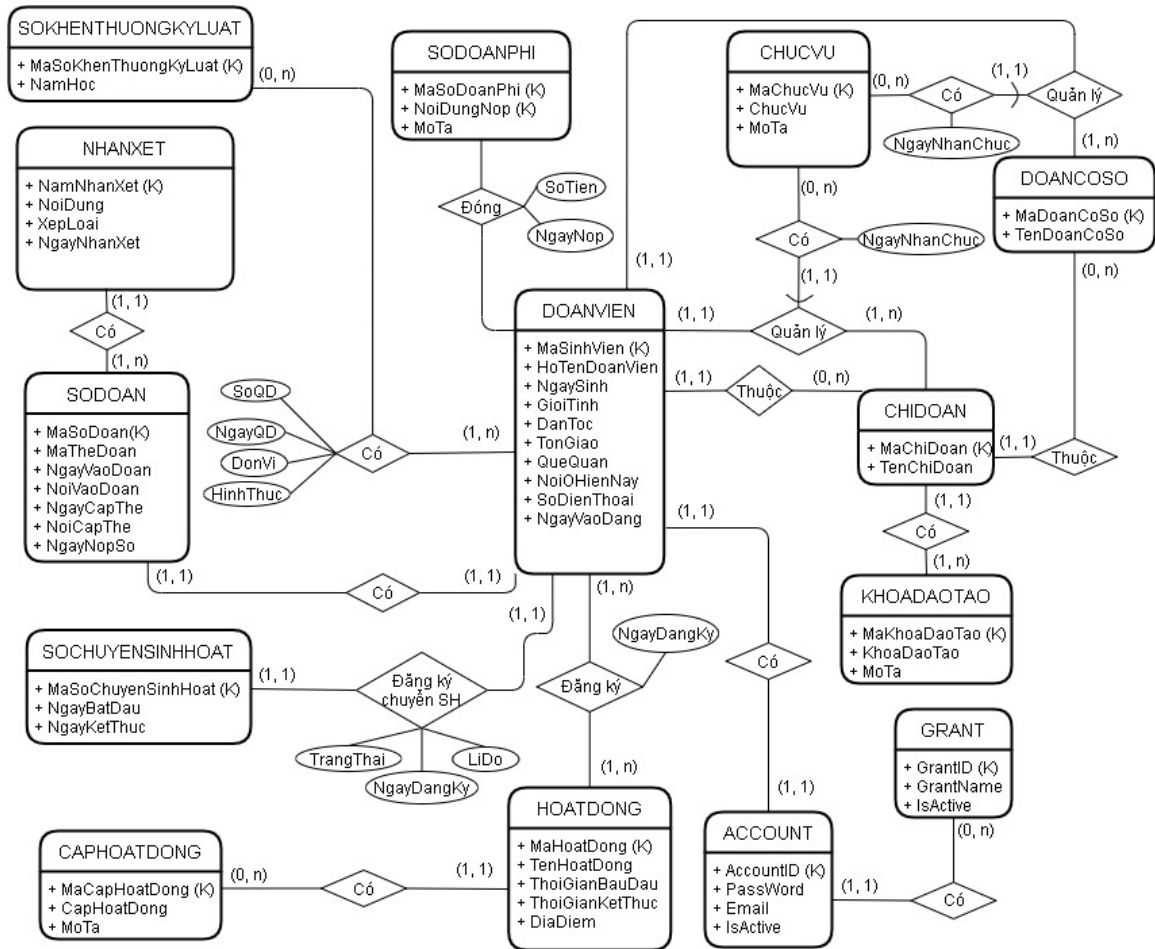 SOKHENTHUONGKYLUAT
+ MaSoKhenThuongKyLuat (K)
+ NamHoc
(0, n)
SODOANPHI
+ MaSoDoanPhi (K)
+ NoiDungNop (K)
+ MoTa
Đóng
SoTien
NgayNop
CHUCVU
+ MaChucVu (K)
+ ChucVu
+ MoTa
(0, n)
Có
(1, 1)
Quản lý
NgayNhanChuc
(1, n)
DOANCOSO
+ MaDoanCoSo (K)
+ TenDoanCoSo
(0, n)
(0, n)
Có
NgayNhanChuc
(1, 1)
(1, 1)
NHANXET
+ NamNhanXet (K)
+ NoiDung
+ XepLoai
+ NgayNhanXet
(1, 1)
Có
(1, n)
SODOAN
+ MaSoDoan(K)
+ MaTheDoan
+ NgayVaoDoan
+ NoiVaoDoan
+ NgayCapThe
+ NoiCapThe
+ NgayNopSo
SoQD
NgayQD
DonVi
HinhThuc
Có
(1, n)
DOANVIEN
+ MaSinhVien (K)
+ HoTenDoanVien
+ NgaySinh
+ GioiTinh
+ DanToc
+ TonGiao
+ QueQuan
+ NoiOHienNay
+ SoDienThoai
+ NgayVaoDang
(1, 1)
Quản lý
(1, n)
(1, 1)
Thuộc
(0, n)
CHIDOAN
+ MaChiDoan (K)
+ TenChiDoan
(1, 1)
Thuộc
(1, 1)
Có
(1, n)
KHOADAOTAO
+ MaKhoaDaoTao (K)
+ KhoaDaoTao
+ MoTa
(1, 1)
Có
(1, 1)
(1, 1)
Có
(1, 1)
SOCHUYENSINHHOAT
+ MaSoChuyenSinhHoat (K)
+ NgayBatDau
+ NgayKetThuc
(1, 1)
Đăng ký
chuyển SH
(1, 1)
TrangThai
NgayDangKy
LiDo
(1, n)
NgayDangKy
Đăng ký
(1, n)
HOATDONG
+ MaHoatDong (K)
+ TenHoatDong
+ ThoiGianBauDau
+ ThoiGianKetThuc
+ DiaDiem
CAPHOATDONG
+ MaCapHoatDong (K)
+ CapHoatDong
+ MoTa
(0, n)
Có
(1, 1)
ACCOUNT
+ AccountID (K)
+ PassWord
+ Email
+ IsActive
(1, 1)
Có
(0, n)
GRANT
+ GrantID (K)
+ GrantName
+ IsActive